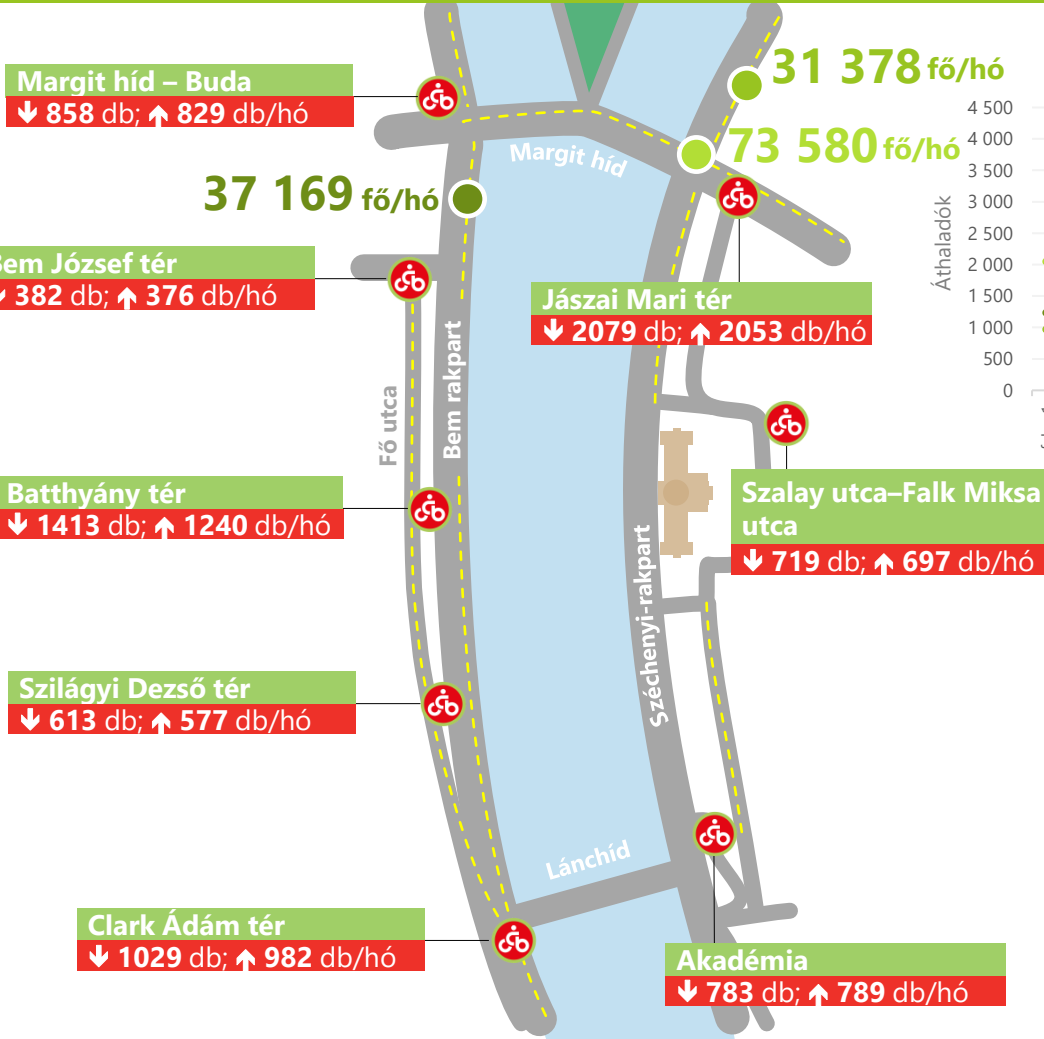 Margit híd – Buda
↓ 858 db; ↑ 829 db/hó
31 378 fő/hó
73 580 fő/hó
Margit híd
37 169 fő/hó
Bem József tér
↓ 382 db; ↑ 376 db/hó
Jászai Mari tér
↓ 2079 db; ↑ 2053 db/hó
Áthaladók
4 500
4 000
3 500
3 000
2 500
2 000
1 500
1 000
500
0
Fő utca
Bem rakpart
Batthyány tér
↓ 1413 db; ↑ 1240 db/hó
Szalay utca–Falk Miksa
utca
↓ 719 db; ↑ 697 db/hó
Széchenyi-rakpart
Szilágyi Dezső tér
↓ 613 db; ↑ 577 db/hó
Lánchíd
Clark Ádám tér
↓ 1029 db; ↑ 982 db/hó
Akadémia
↓ 783 db; ↑ 789 db/hó